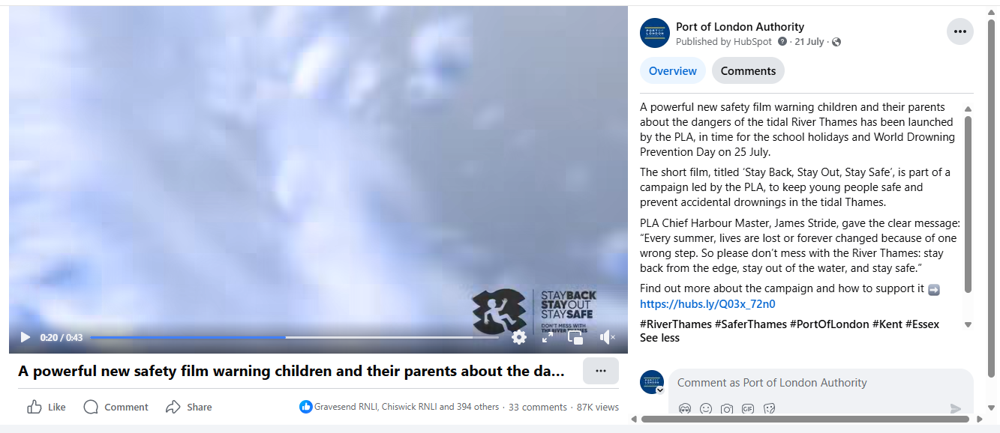 STAYBACK
STAYOUT
STAYSAFE
DON'T MESS WITH
THE RIVER THAMES
0:20 / 0:43
A powerful new safety film warning children and their parents about the da...
Like
Comment
Share
Gravesend RNLI, Chiswick RNLI and 394 others · 33 comments · 87K views
PORT OF
LONDON
Port of London Authority
Published by HubSpot · 21 July ·
Overview
Comments
A powerful new safety film warning children and their parents
about the dangers of the tidal River Thames has been launched
by the PLA, in time for the school holidays and World Drowning
Prevention Day on 25 July.
The short film, titled ‘Stay Back, Stay Out, Stay Safe’, is part of a
campaign led by the PLA, to keep young people safe and
prevent accidental drownings in the tidal Thames.
PLA Chief Harbour Master, James Stride, gave the clear message:
“Every summer, lives are lost or forever changed because of one
wrong step. So please don’t mess with the River Thames: stay
back from the edge, stay out of the water, and stay safe.”
Find out more about the campaign and how to support it
https://hubs.ly/Q03x_72n0
#RiverThames #SaferThames #PortOfLondon #Kent #Essex
See less
Comment as Port of London Authority
GIF